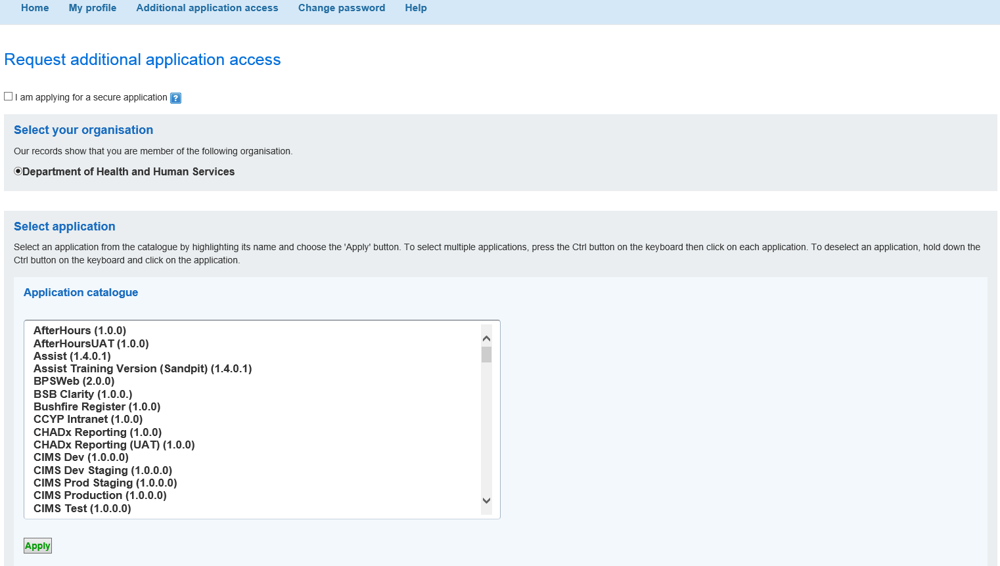 Home My profile Additional application access Change password Help
Request additional application access
I am applying for a secure application ?
Select your organisation
Our records show that you are member of the following organisation.
Department of Health and Human Services
Select application
Select an application from the catalogue by highlighting its name and choose the 'Apply' button. To select multiple applications, press the Ctrl button on the keyboard then click on each application. To deselect an application, hold down the
Ctrl button on the keyboard and click on the application.
Application catalogue
AfterHours (1.0.0)
AfterHoursUAT (1.0.0)
Assist (1.4.0.1)
Assist Training Version (Sandpit) (1.4.0.1)
BPSWeb (2.0.0)
BSB Clarity (1.0.0.)
Bushfire Register (1.0.0)
CCYP Intranet (1.0.0)
CHADx Reporting (1.0.0)
CHADx Reporting (UAT) (1.0.0)
CIMS Dev (1.0.0.0)
CIMS Dev Staging (1.0.0.0)
CIMS Prod Staging (1.0.0.0)
CIMS Production (1.0.0.0)
CIMS Test (1.0.0.0)
Apply